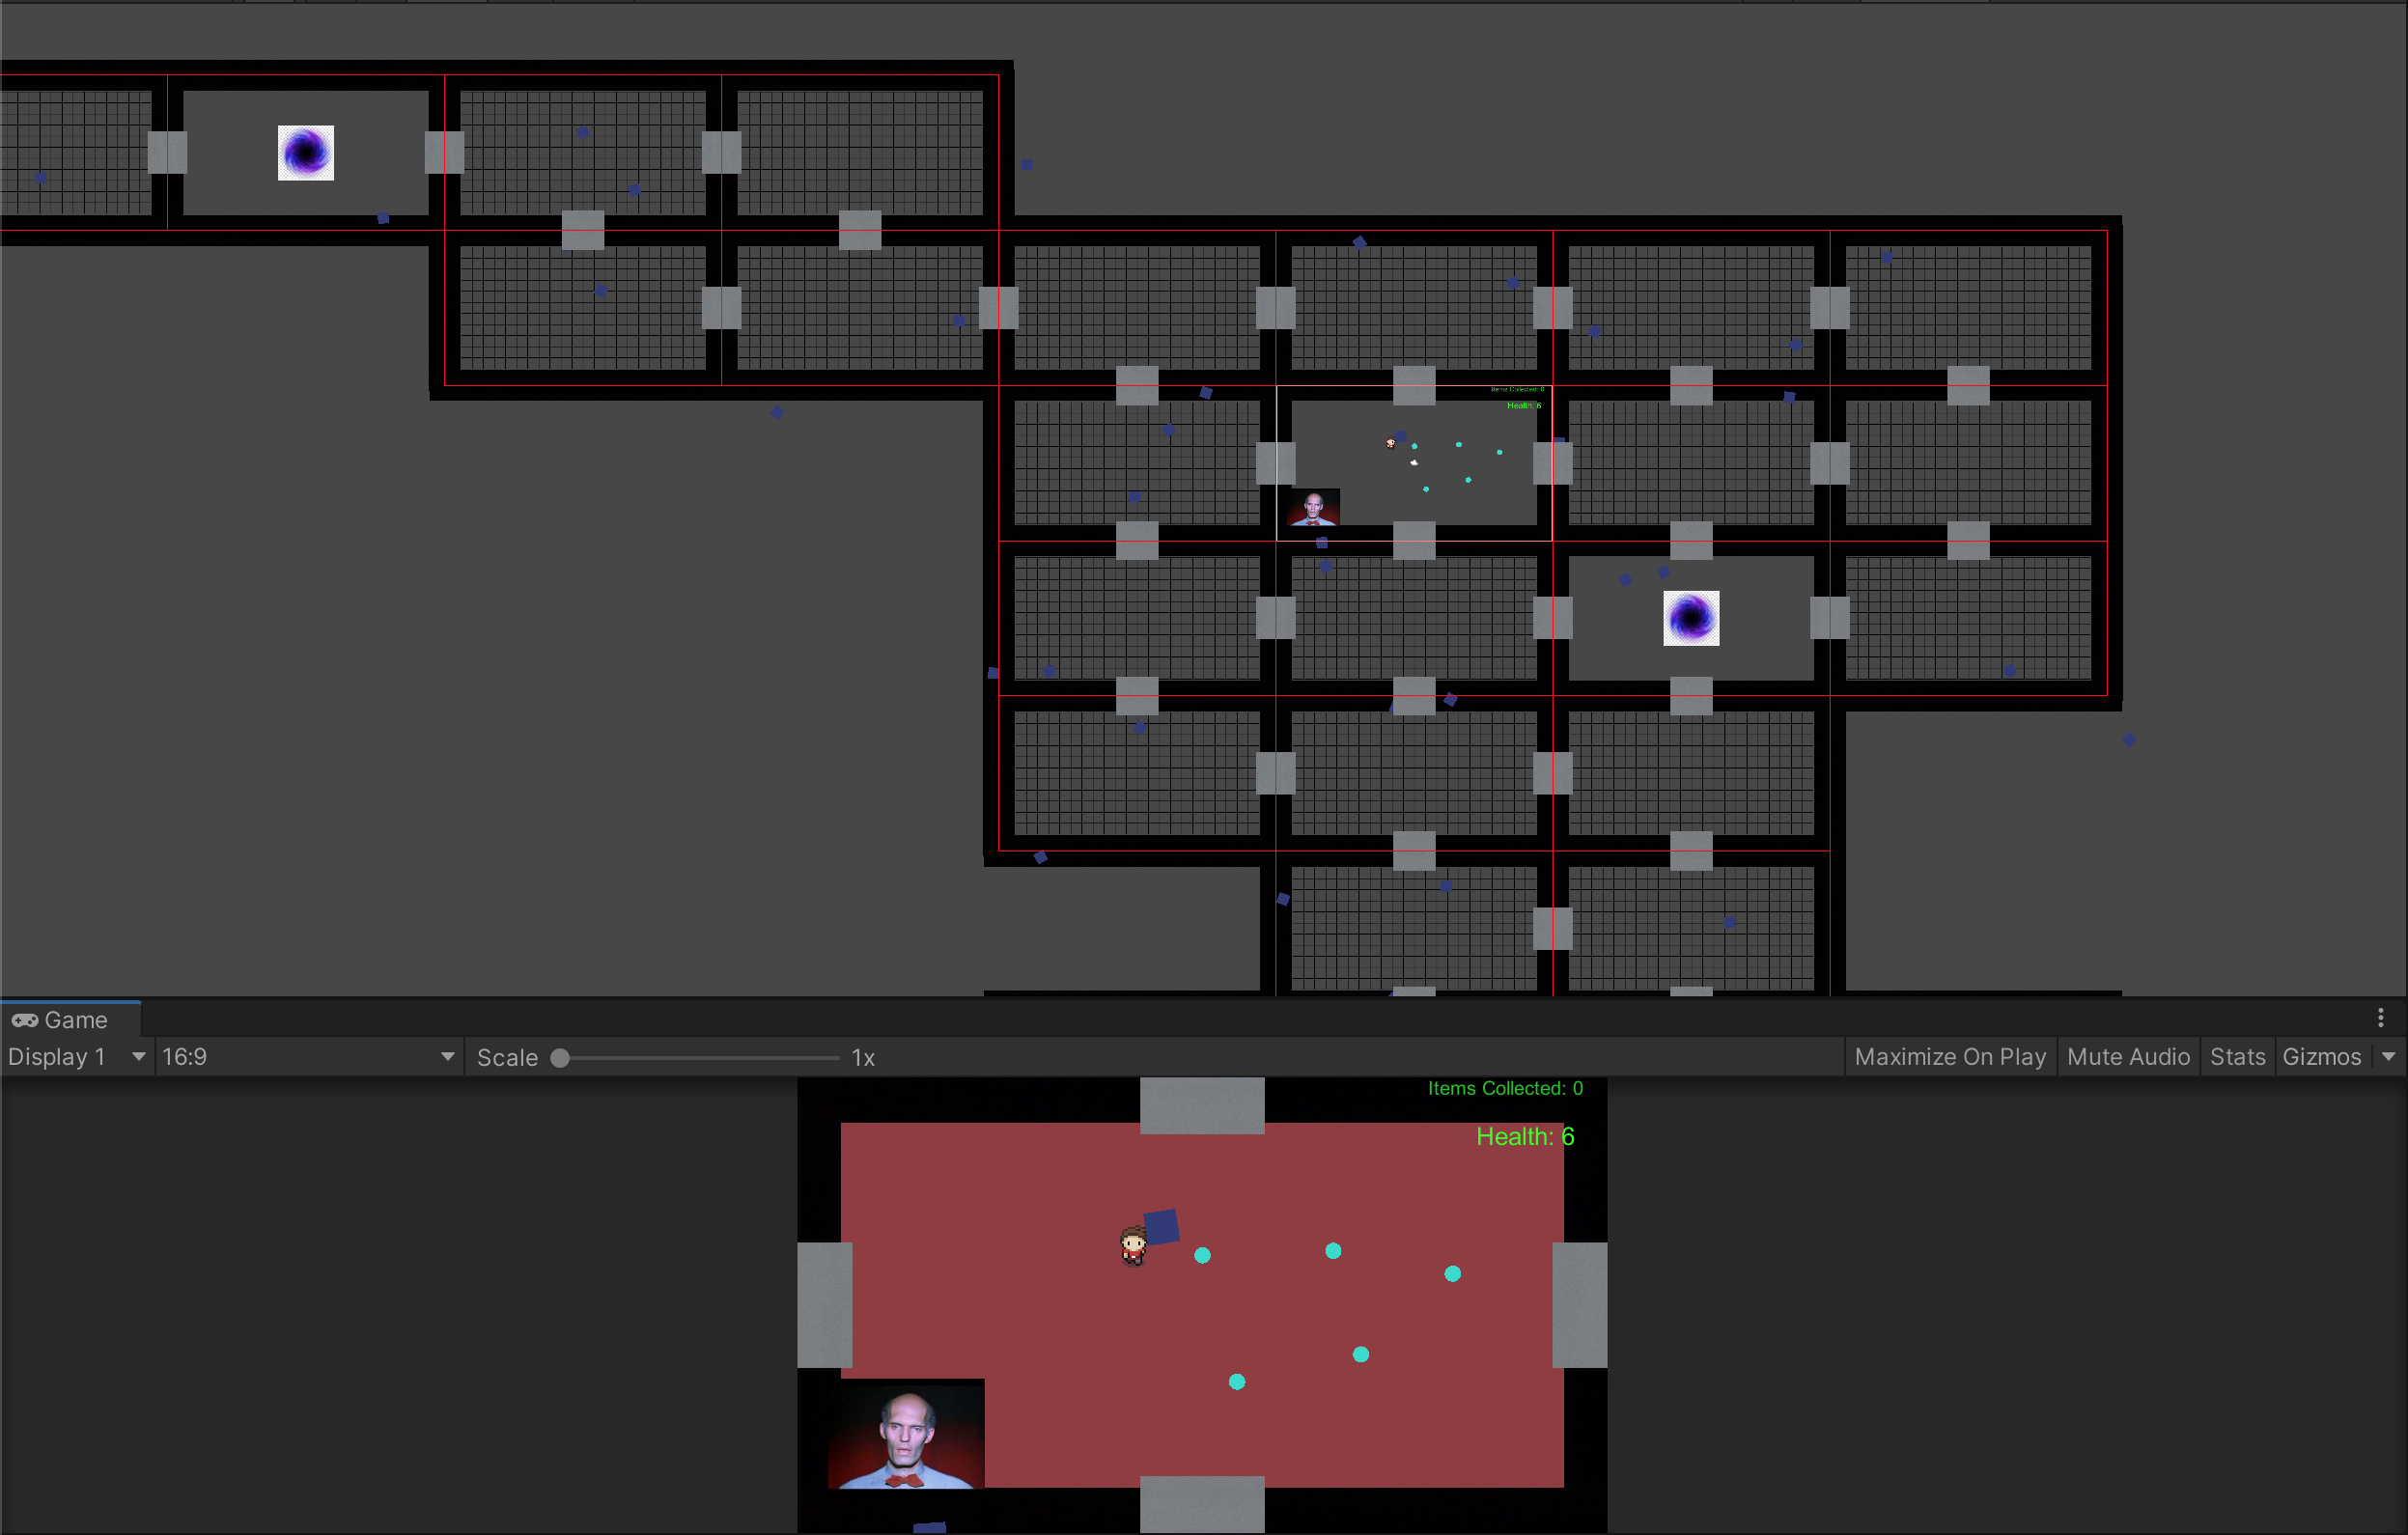 Items Collected: 0
Health: 6
Game
Display 1
16:9
Scale
1x
Maximize On Play
Mute Audio
Stats
Gizmos
Items Collected: 0
Health: 6